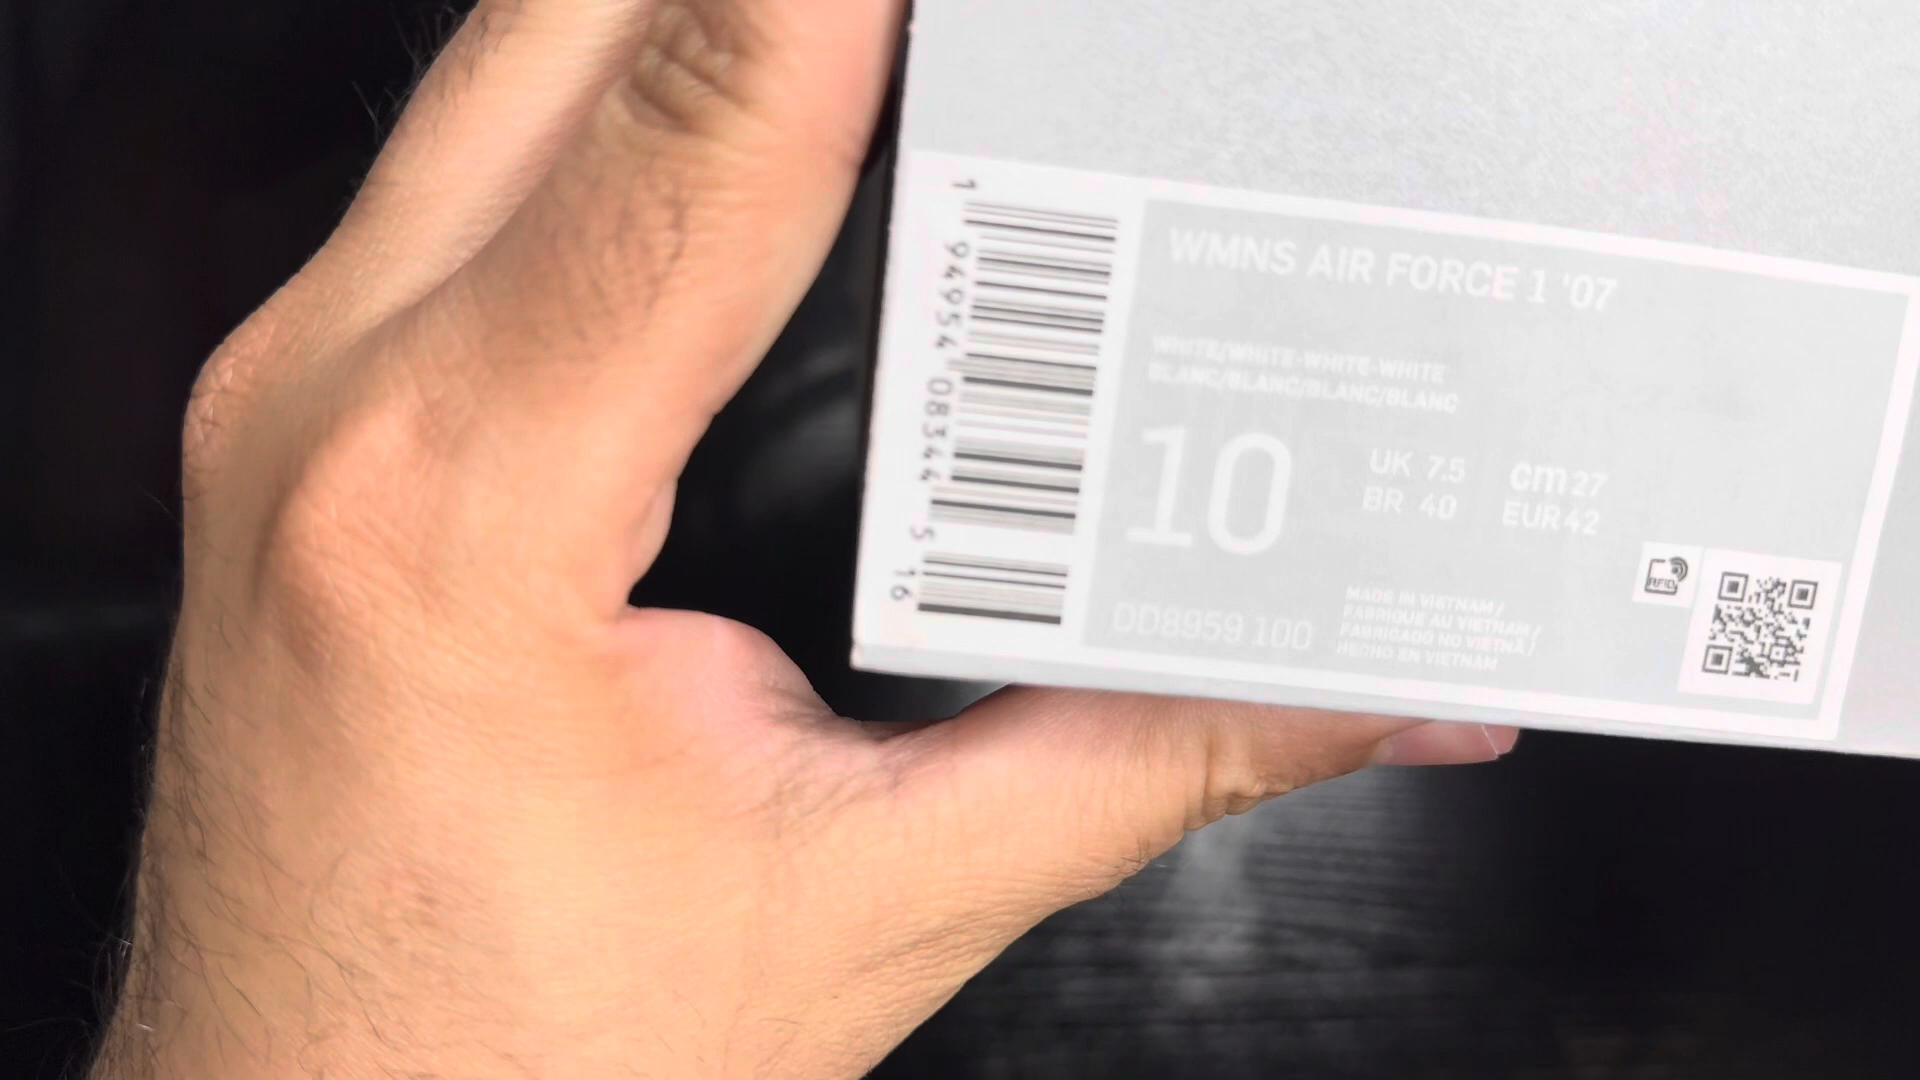 WMNS AIR FORCE 1 '07
WHITE/WHITE-WHITE-WHITE
BLANC/BLANC/BLANC/BLANC
10
UK 7.5 cm 27
BR 40 EUR 42
DD8959 100
MADE IN VIETNAM/
FABRIQUE AU VIETNAM/
FABRICADO NO VIETNÃ/
HECHO EN VIETNAM
RFID
1 94954 08344 5 16